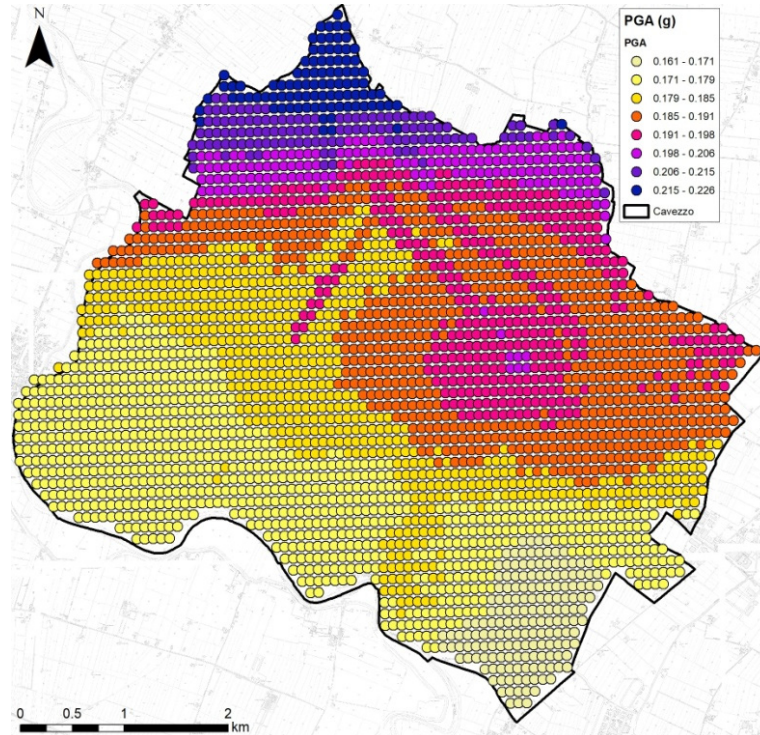 N
PGA (g)
PGA
0.161 - 0.171
0.171 - 0.179
0.179 - 0.185
0.185 - 0.191
0.191 - 0.198
0.198 - 0.206
0.206 - 0.215
0.215 - 0.226
Cavezzo
0 0.5 1 2
km